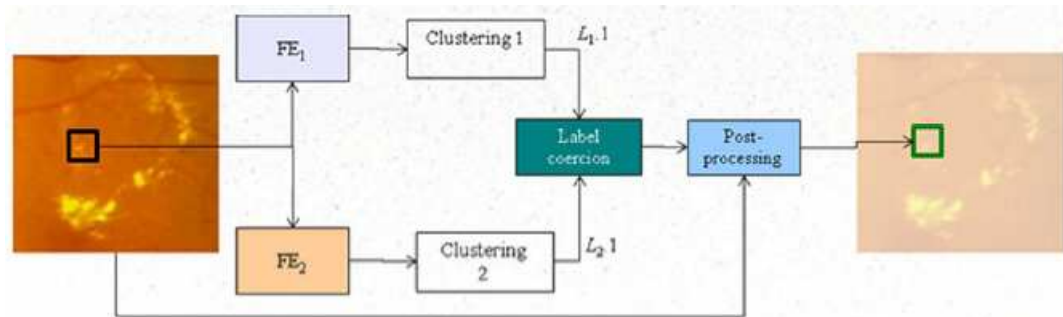 FE₁
Clustering 1
L₁.1
Label
coercion
Post-
processing
FE₂
Clustering
2
L₂.1